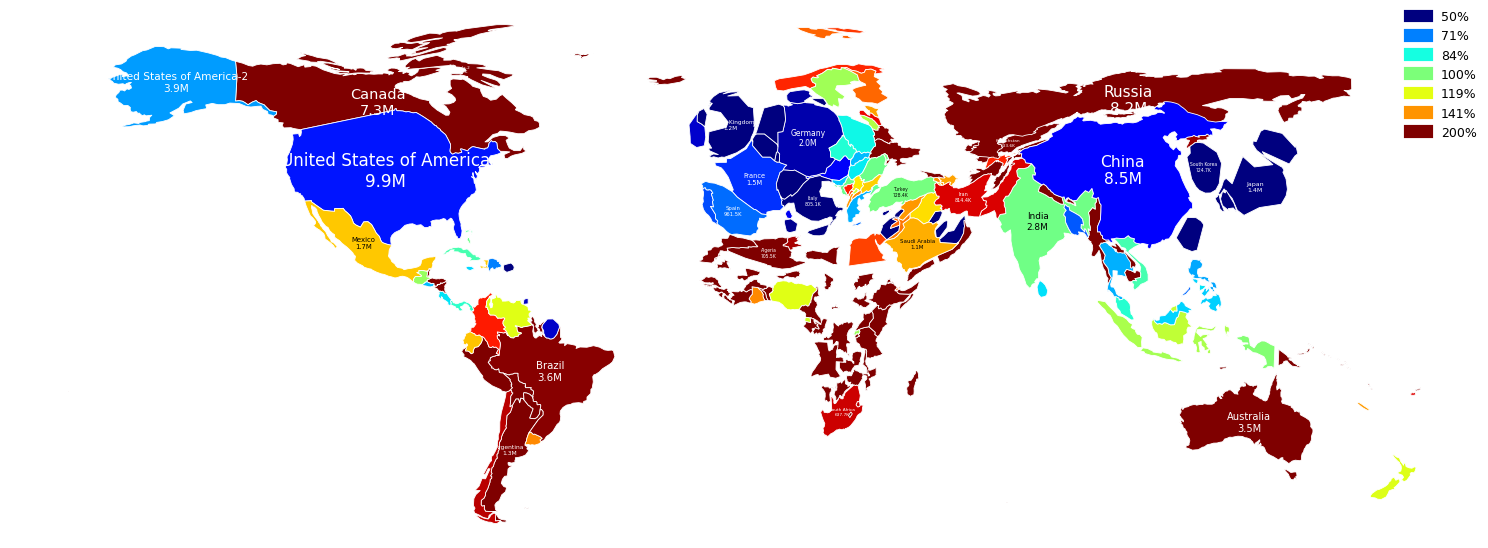 50%
71%
84%
100%
119%
141%
200%
United States of America-2
3.9M
Canada
7.3M
United States of America
9.9M
Mexico
1.7M
Brazil
3.6M
Argentina
1.3M
Kingdom
Germany
2.0M
France
1.5M
Spain
961.5K
Italy
805.1K
Turkey
728.4K
Iran
814.4K
Saudi Arabia
1.1M
Algeria
705.5K
South Africa
Russia
8.2M
China
8.5M
India
2.8M
South Korea
724.7K
Japan
1.4M
Australia
3.5M